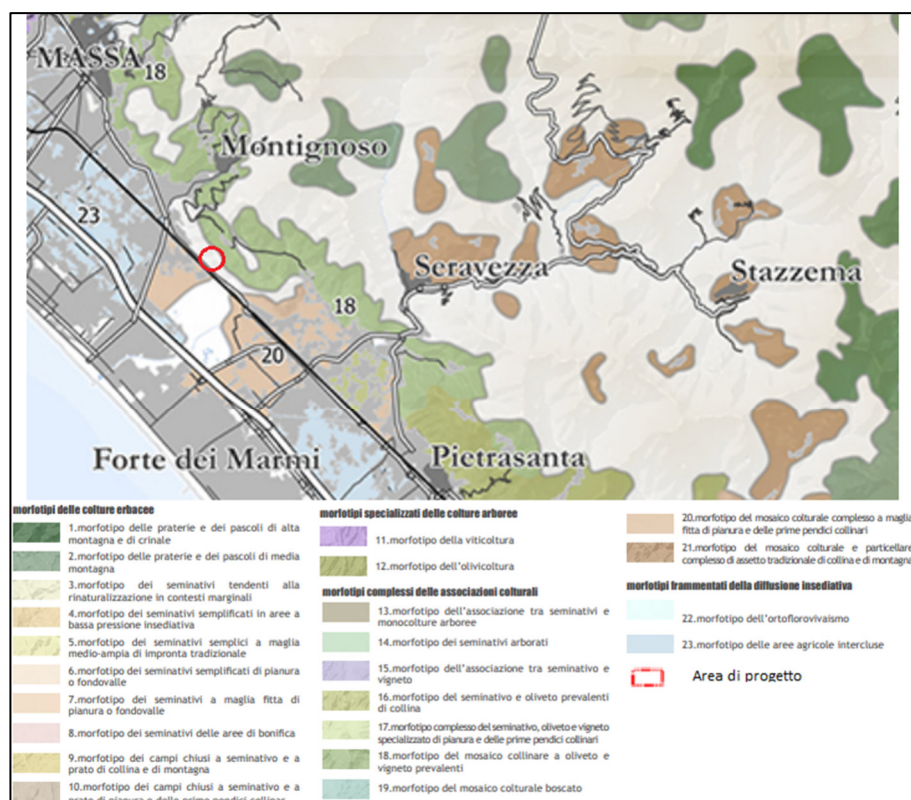 MASSA
18
Montignoso
23
Seravezza
Stazzema
18
20
Forte dei Marmi
Pietrasanta
morfotipi delle colture erbacee
1.morfotipo delle praterie e dei pascoli di alta
montagna e di crinale
2.morfotipo delle praterie e dei pascoli di media
montagna
3.morfotipo dei seminativi tendenti alla
rinaturalizzazione in contesti marginali
4.morfotipo dei seminativi semplificati in aree a
bassa pressione insediativa
5.morfotipo dei seminativi semplici a maglia
medio-ampia di impronta tradizionale
6.morfotipo dei seminativi semplificati di pianura
o fondovalle
7.morfotipo dei seminativi a maglia fitta di
pianura o fondovalle
8.morfotipo dei seminativi delle aree di bonifica
9.morfotipo dei campi chiusi a seminativo e a
prato di collina e di montagna
10.morfotipo dei campi chiusi a seminativo e a
prato di pianura e delle prime pendici collinar
morfotipi specializzati delle colture arboree
11.morfotipo della viticoltura
12.morfotipo dell'olivicoltura
morfotipi complessi delle associazioni colturali
13.morfotipo dell'associazione tra seminativi e
monocolture arboree
14.morfotipo dei seminativi arborati
15.morfotipo dell'associazione tra seminativo e
vigneto
16.morfotipo del seminativo e oliveto prevalenti
di collina
17.morfotipo complesso del seminativo, oliveto e vigneto
specializzato di pianura e delle prime pendici collinari
18.morfotipo del mosaico collinare a oliveto e
vigneto prevalenti
19.morfotipo del mosaico colturale boscato
20.morfotipo del mosaico colturale complesso a maglia
fitta di pianura e delle prime pendici collinari
21.morfotipo del mosaico colturale e particellare
complesso di assetto tradizionale di collina e di montagna
morfotipi frammentati della diffusione insediativa
22.morfotipo dell'ortoflorovivaismo
23.morfotipo delle aree agricole intercluse
Area di progetto